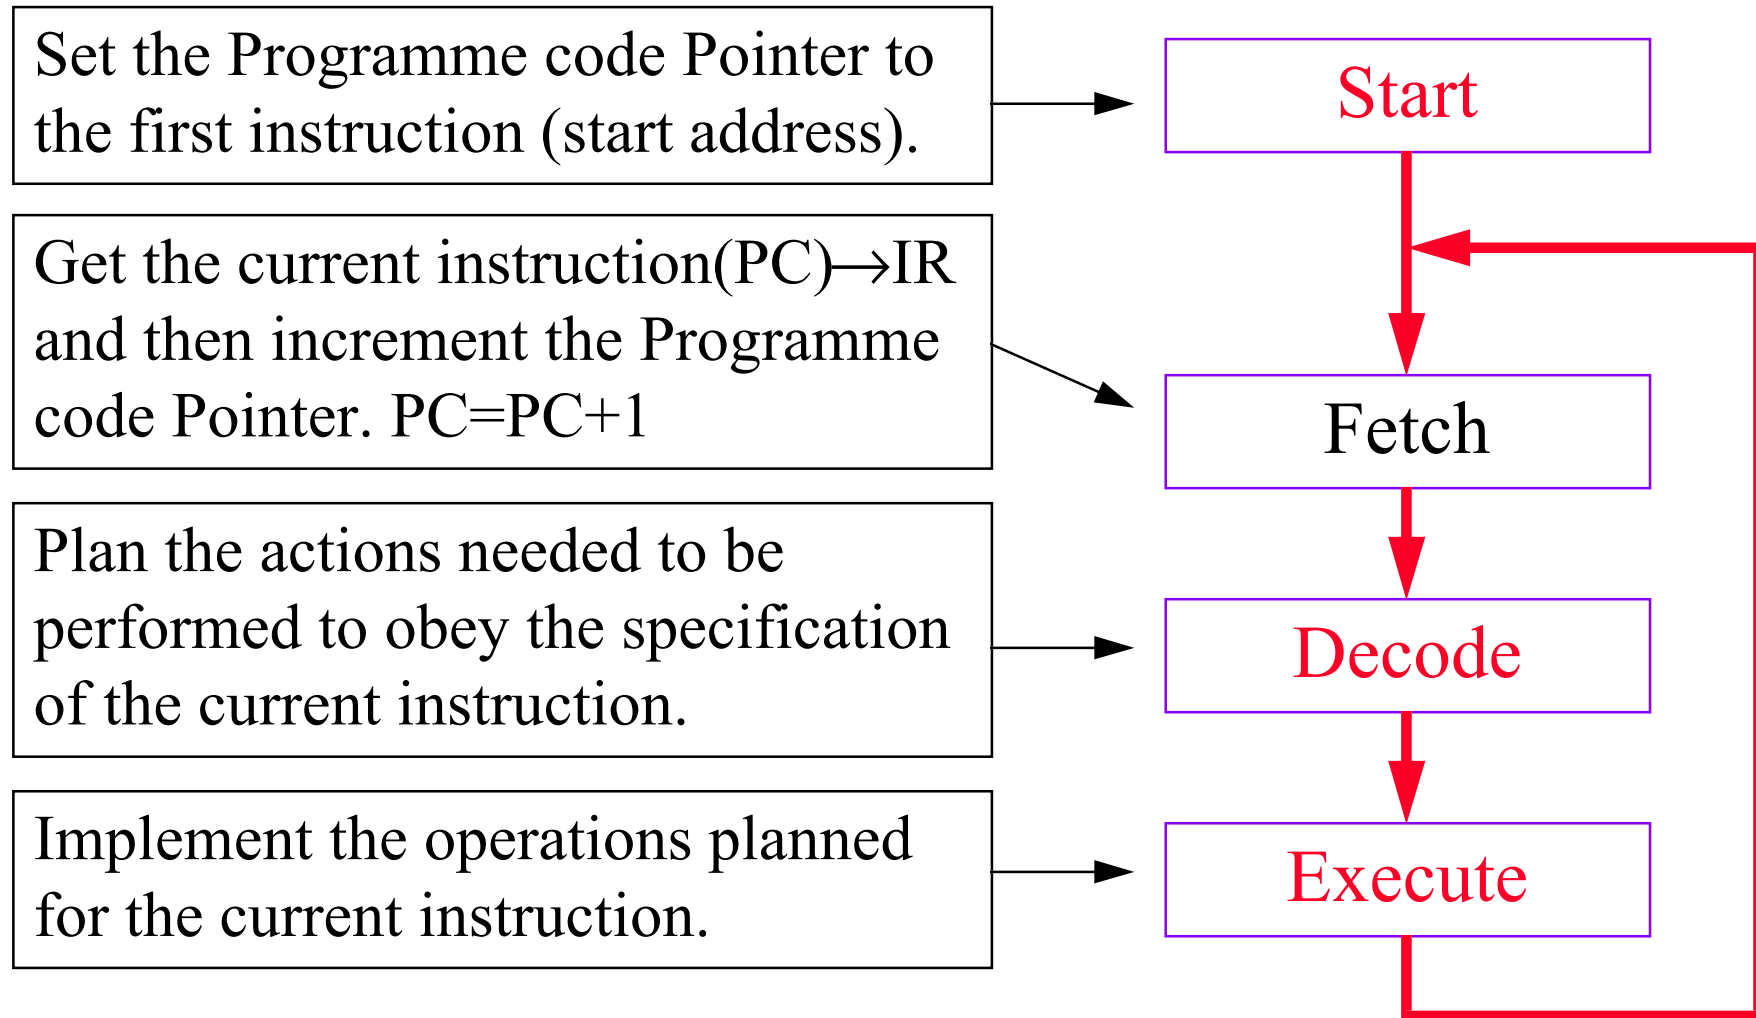 Set the Programme code Pointer to
the first instruction (start address).
Start
Get the current instruction(PC)→IR
and then increment the Programme
code Pointer. PC=PC+1
Fetch
Plan the actions needed to be
performed to obey the specification
of the current instruction.
Decode
Implement the operations planned
for the current instruction.
Execute